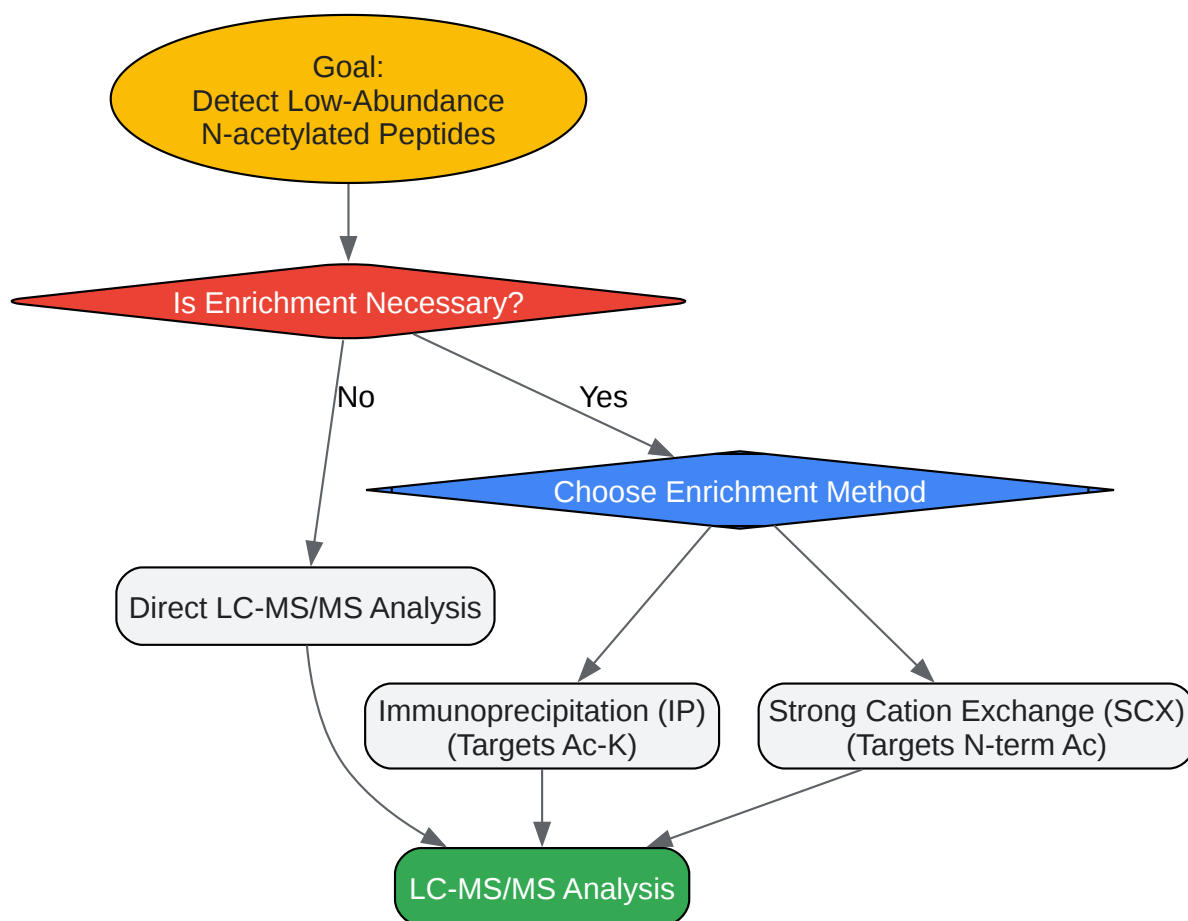 Goal:
Detect Low-Abundance
N-acetylated Peptides
Is Enrichment Necessary?
No
Yes
Choose Enrichment Method
Direct LC-MS/MS Analysis
Immunoprecipitation (IP)
(Targets Ac-K)
Strong Cation Exchange (SCX)
(Targets N-term Ac)
LC-MS/MS Analysis